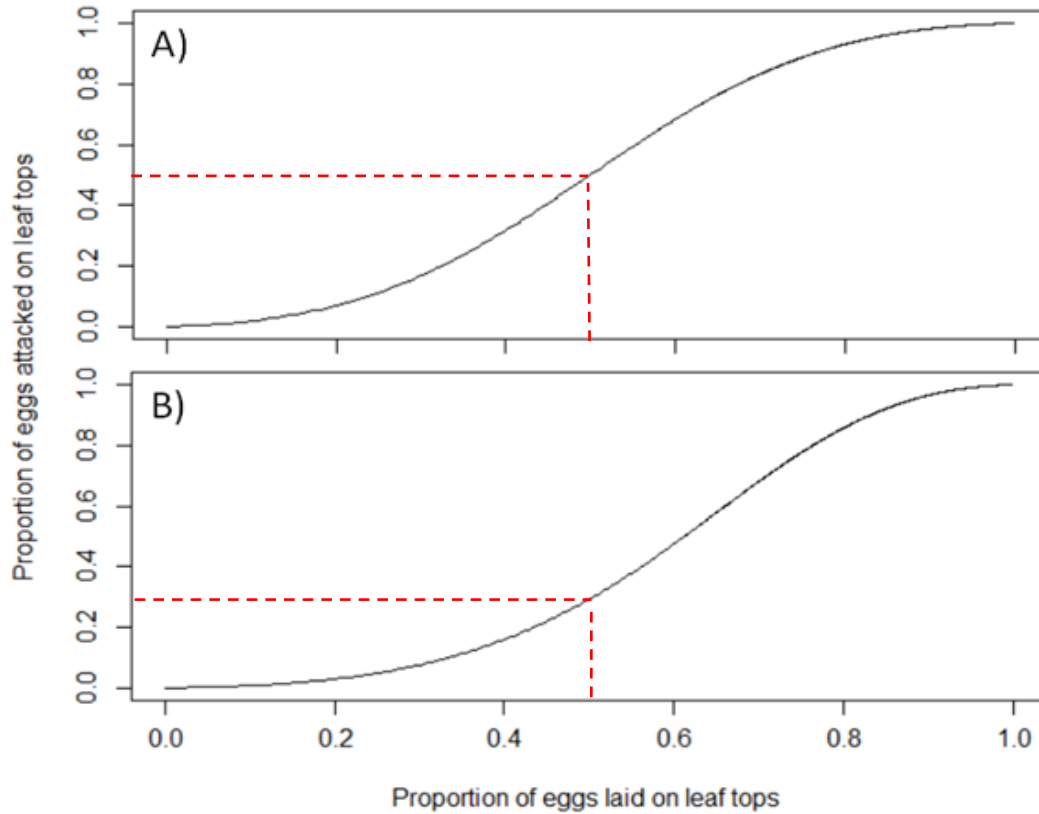 A)
1.0
0.8
0.6
0.4
0.2
0.0
Proportion of eggs attacked on leaf tops
B)
1.0
0.8
0.6
0.4
0.2
0.0
0.0 0.2 0.4 0.6 0.8 1.0
Proportion of eggs laid on leaf tops